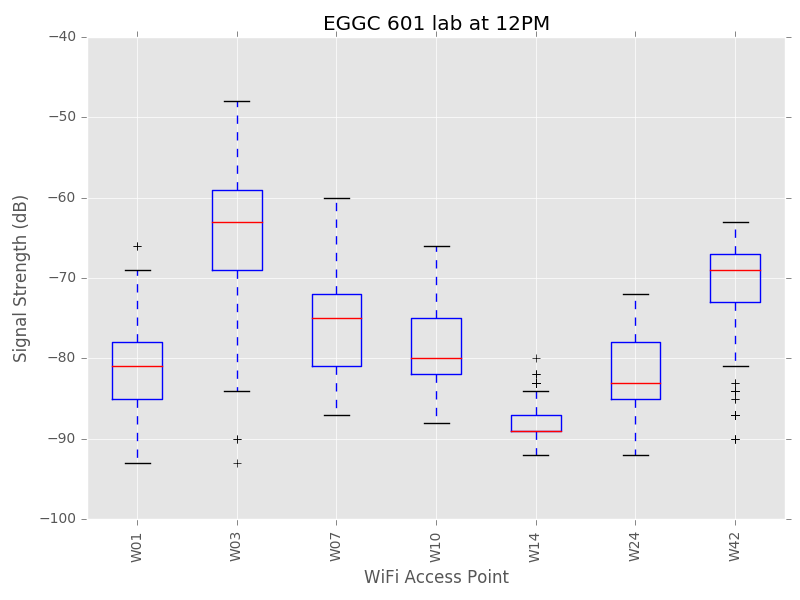 EGGC 601 lab at 12PM
−40
−50
−60
−70
−80
−90
−100
Signal Strength (dB)
W01
W03
W07
W10
W14
W24
W42
WiFi Access Point